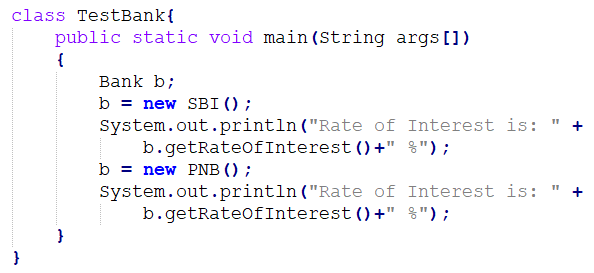 class TestBank{
    public static void main(String args[])
    {
        Bank b;
        b = new SBI();
        System.out.println("Rate of Interest is: " +
            b.getRateOfInterest()+" %");
        b = new PNB();
        System.out.println("Rate of Interest is: " +
            b.getRateOfInterest()+" %");
    }
}